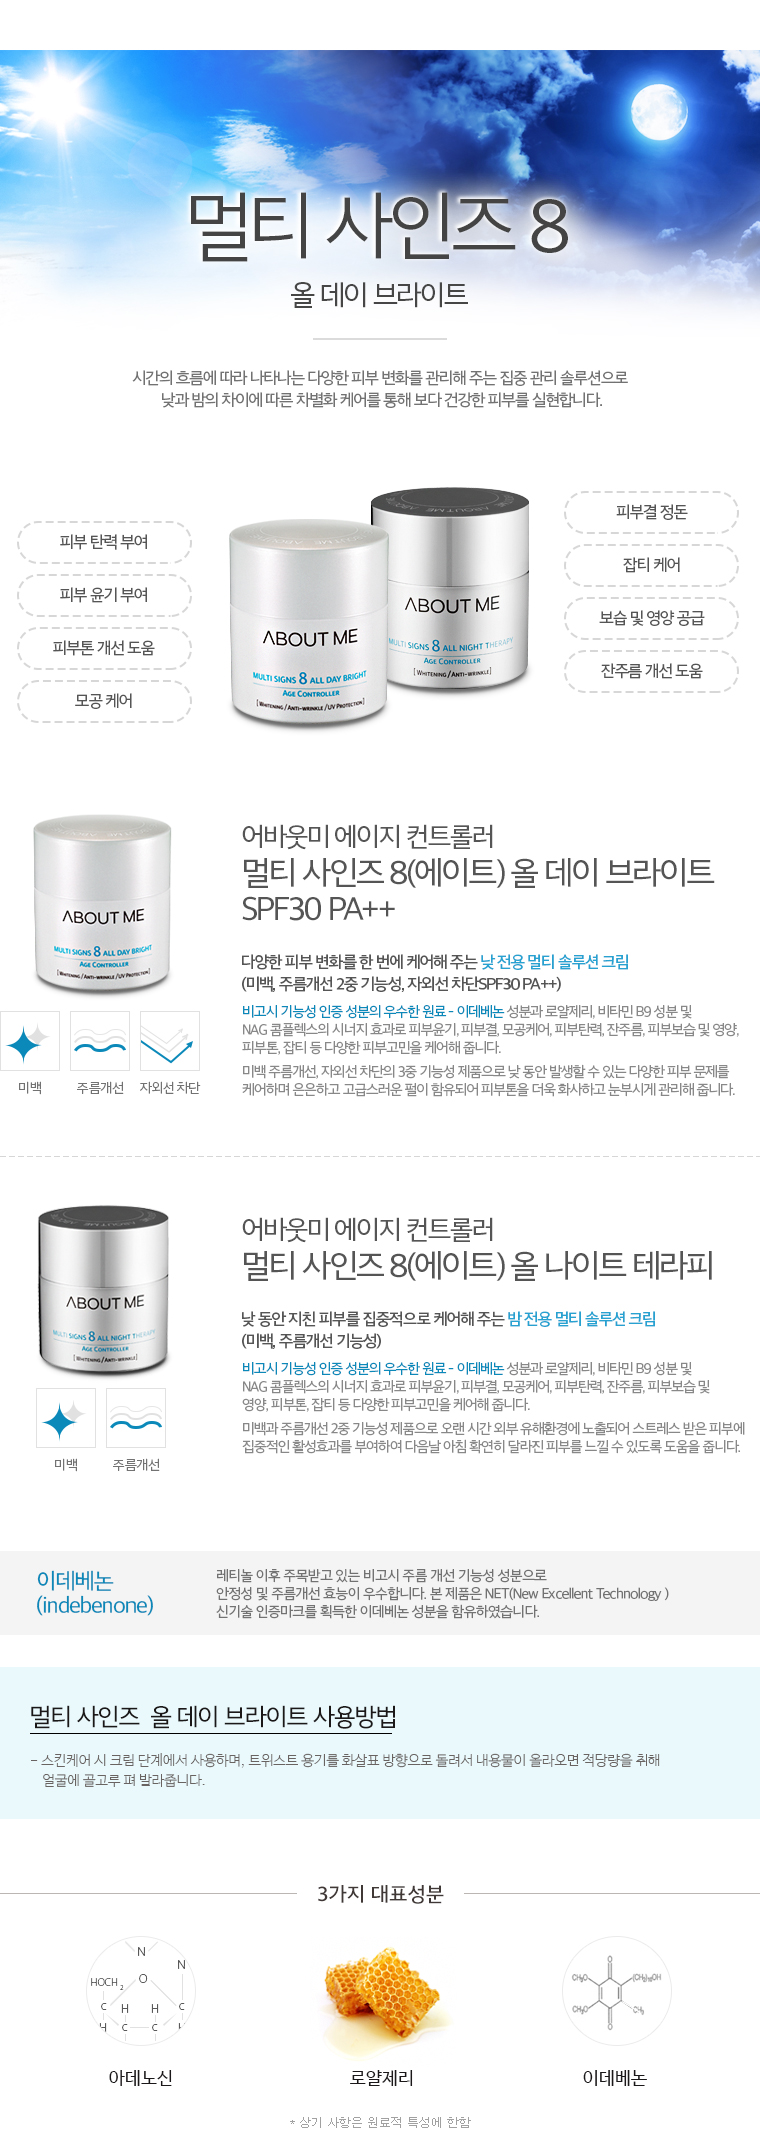 멀티 사인즈 8
올 데이 브라이트
시간의 흐름에 따라 나타나는 다양한 피부 변화를 관리해 주는 집중 관리 솔루션으로
낮과 밤의 차이에 따른 차별화 케어를 통해 보다 건강한 피부를 실현합니다.
피부 탄력 부여
피부 윤기 부여
피부톤 개선 도움
모공 케어
ABOUT ME
MULTI SIGNS 8 ALL DAY BRIGHT
AGE CONTROLLER
[WHITENING/ANTI-WRINKLE/UV PROTECTION]
ABOUT ME
MULTI SIGNS 8 ALL NIGHT THERAPY
AGE CONTROLLER
[WHITENING/ANTI-WRINKLE]
피부결 정돈
잡티 케어
보습 및 영양 공급
잔주름 개선 도움
ABOUT ME
MULTI SIGNS 8 ALL DAY BRIGHT
AGE CONTROLLER
[WHITENING/ANTI-WRINKLE/UV PROTECTION]
미백
주름개선
자외선 차단
어바웃미 에이지 컨트롤러
멀티 사인즈 8(에이트) 올 데이 브라이트
SPF30 PA++
다양한 피부 변화를 한 번에 케어해 주는 낮 전용 멀티 솔루션 크림
(미백, 주름개선 2중 기능성, 자외선 차단SPF30 PA++)
비고시 기능성 인증 성분의 우수한 원료 - 이데베논 성분과 로얄제리, 비타민 B9 성분 및
NAG 콤플렉스의 시너지 효과로 피부윤기, 피부결, 모공케어, 피부탄력, 잔주름, 피부보습 및 영양,
피부톤, 잡티 등 다양한 피부고민을 케어해 줍니다.
미백 주름개선, 자외선 차단의 3중 기능성 제품으로 낮 동안 발생할 수 있는 다양한 피부 문제를
케어하며 은은하고 고급스러운 펄이 함유되어 피부톤을 더욱 화사하고 눈부시게 관리해 줍니다.
ABOUT ME
MULTI SIGNS 8 ALL NIGHT THERAPY
AGE CONTROLLER
[WHITENING/ANTI-WRINKLE]
미백
주름개선
어바웃미 에이지 컨트롤러
멀티 사인즈 8(에이트) 올 나이트 테라피
낮 동안 지친 피부를 집중적으로 케어해 주는 밤 전용 멀티 솔루션 크림
(미백, 주름개선 기능성)
비고시 기능성 인증 성분의 우수한 원료 - 이데베논 성분과 로얄제리, 비타민 B9 성분 및
NAG 콤플렉스의 시너지 효과로 피부윤기, 피부결, 모공케어, 피부탄력, 잔주름, 피부보습 및
영양, 피부톤, 잡티 등 다양한 피부고민을 케어해 줍니다.
미백과 주름개선 2중 기능성 제품으로 오랜 시간 외부 유해환경에 노출되어 스트레스 받은 피부에
집중적인 활성효과를 부여하여 다음날 아침 확연히 달라진 피부를 느낄 수 있도록 도움을 줍니다.
이데베논
(indebenone)
레티놀 이후 주목받고 있는 비고시 주름 개선 기능성 성분으로
안정성 및 주름개선 효능이 우수합니다. 본 제품은 NET(New Excellent Technology )
신기술 인증마크를 획득한 이데베논 성분을 함유하였습니다.
멀티 사인즈 올 데이 브라이트 사용방법
- 스킨케어 시 크림 단계에서 사용하며, 트위스트 용기를 화살표 방향으로 돌려서 내용물이 올라오면 적당량을 취해
얼굴에 골고루 펴 발라줍니다.
3가지 대표성분
N
N
HOCH2
O
C H H C
H C C H
CH3O
(CH2)10OH
CH3O
CH3
O
O
아데노신
로얄제리
이데베논
* 상기 사항은 원료적 특성에 한함